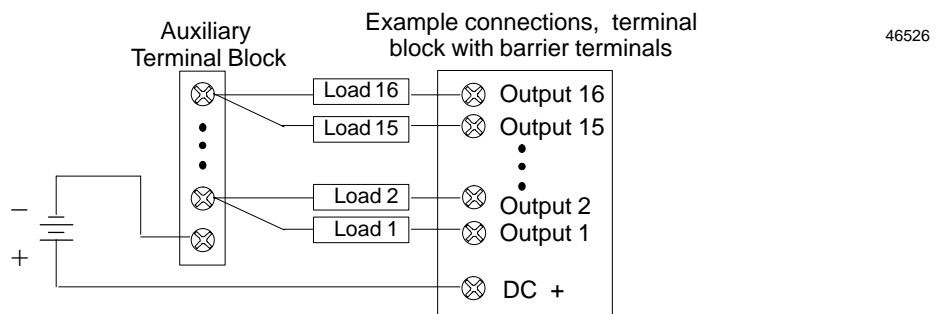 Auxiliary
Terminal Block
Example connections, terminal
block with barrier terminals
46526
Load 16
Output 16
Load 15
Output 15
Load 2
Output 2
Load 1
Output 1
−
+
DC +